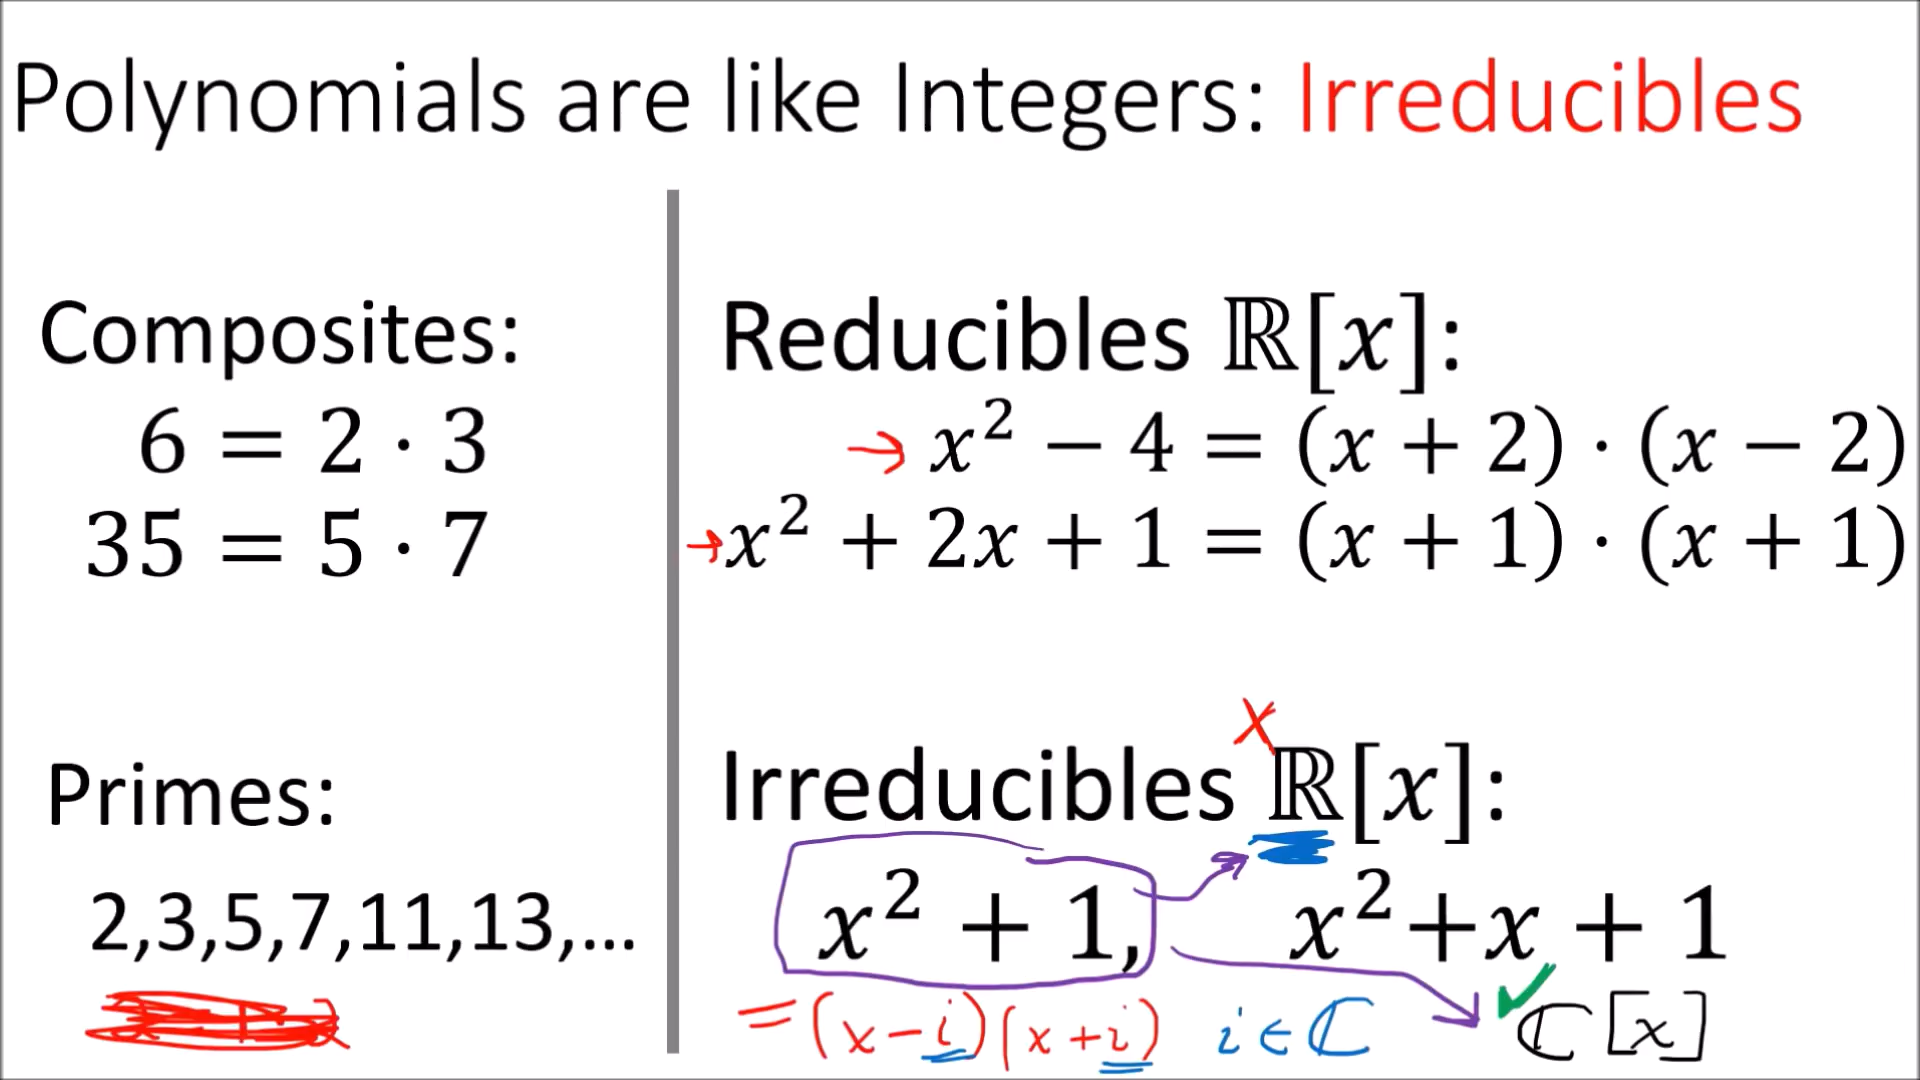 Polynomials are like Integers: Irreducibles
Composites:
6 = 2 · 3
35 = 5 · 7
Primes:
2,3,5,7,11,13,...
Reducibles ℝ[x]:
→ x² − 4 = (x + 2) · (x − 2)
→ x² + 2x + 1 = (x + 1) · (x + 1)
X
Irreducibles ℝ[x]:
x² + 1, x² + x + 1
= (x − i)(x + i) i ∈ ℂ ✓ ℂ[x]